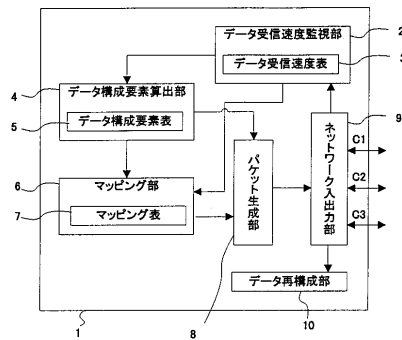 データ受信速度監視部
2
データ受信速度表
3
4
データ構成要素算出部
5
データ構成要素表
9
ネットワーク入出力部
C1
C2
C3
6
マッピング部
7
マッピング表
パケット生成部
8
データ再構成部
10
1